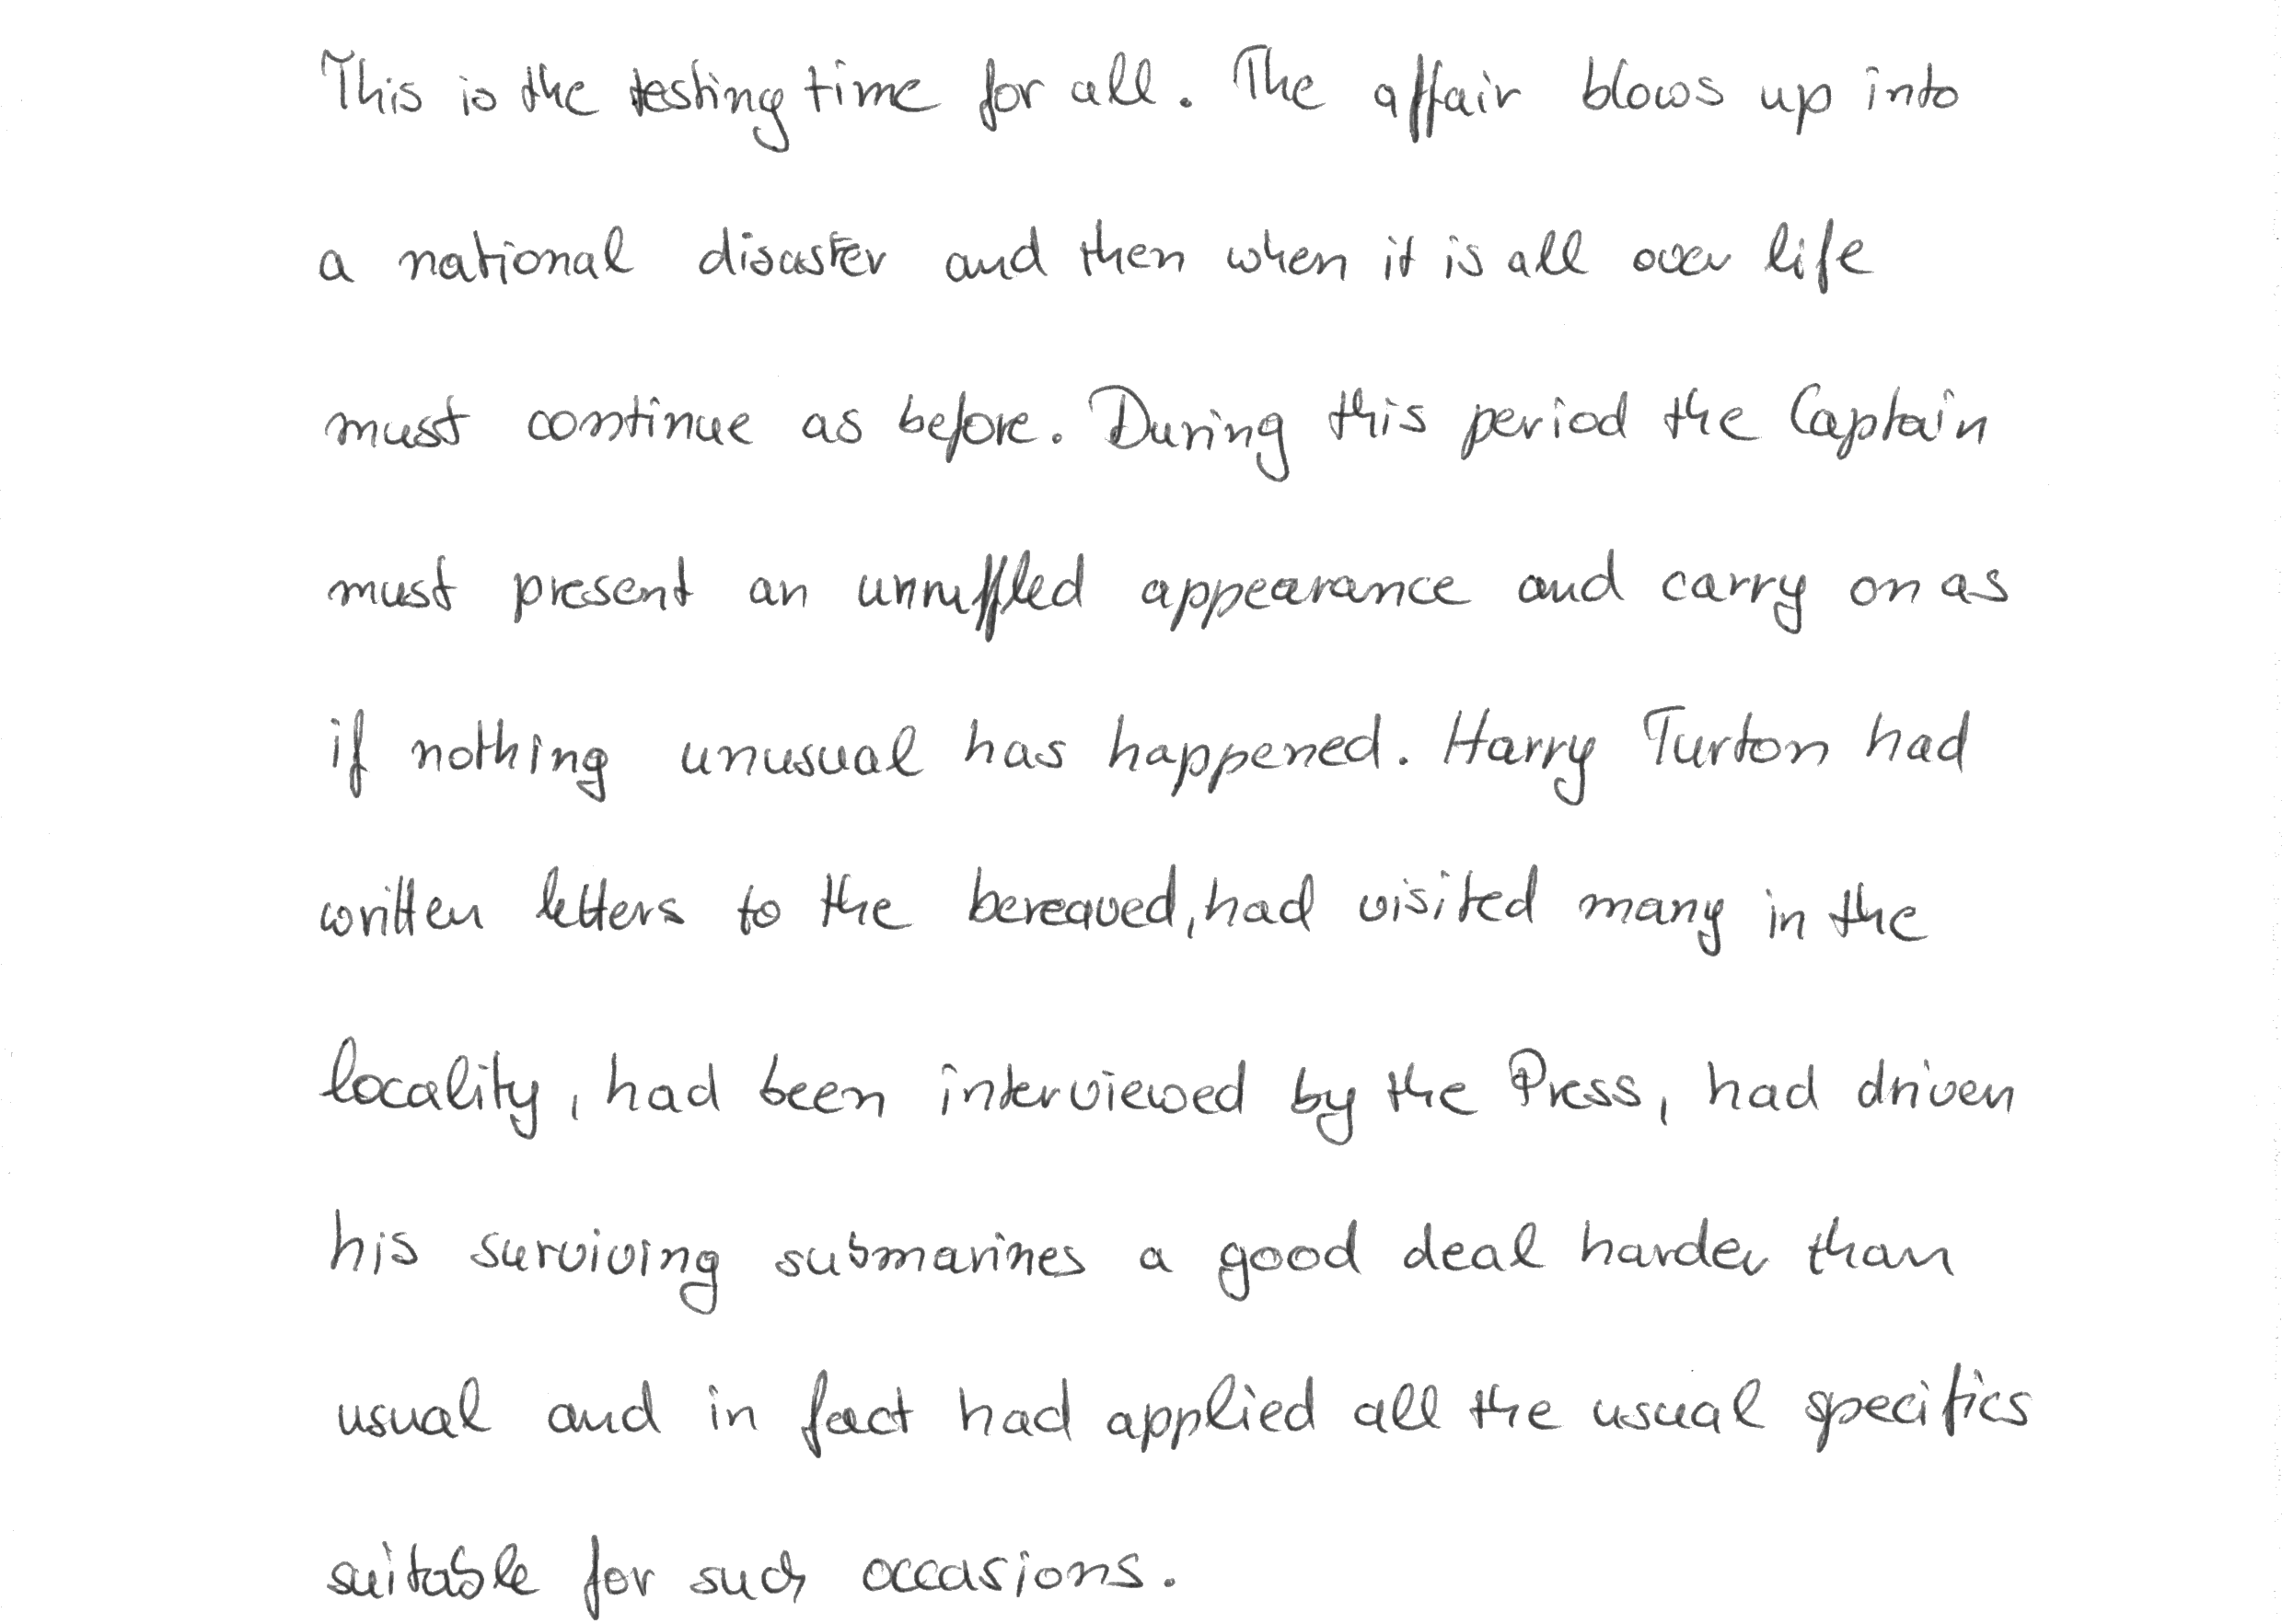 This is the testing time for all. The affair blows up into
a national disaster and then when it is all over life
must continue as before. During this period the Captain
must present an unruffled appearance and carry on as
if nothing unusual has happened. Harry Turton had
written letters to the bereaved, had visited many in the
locality, had been interviewed by the Press, had driven
his surviving submarines a good deal harder than
usual and in fact had applied all the usual specifics
suitable for such occasions.